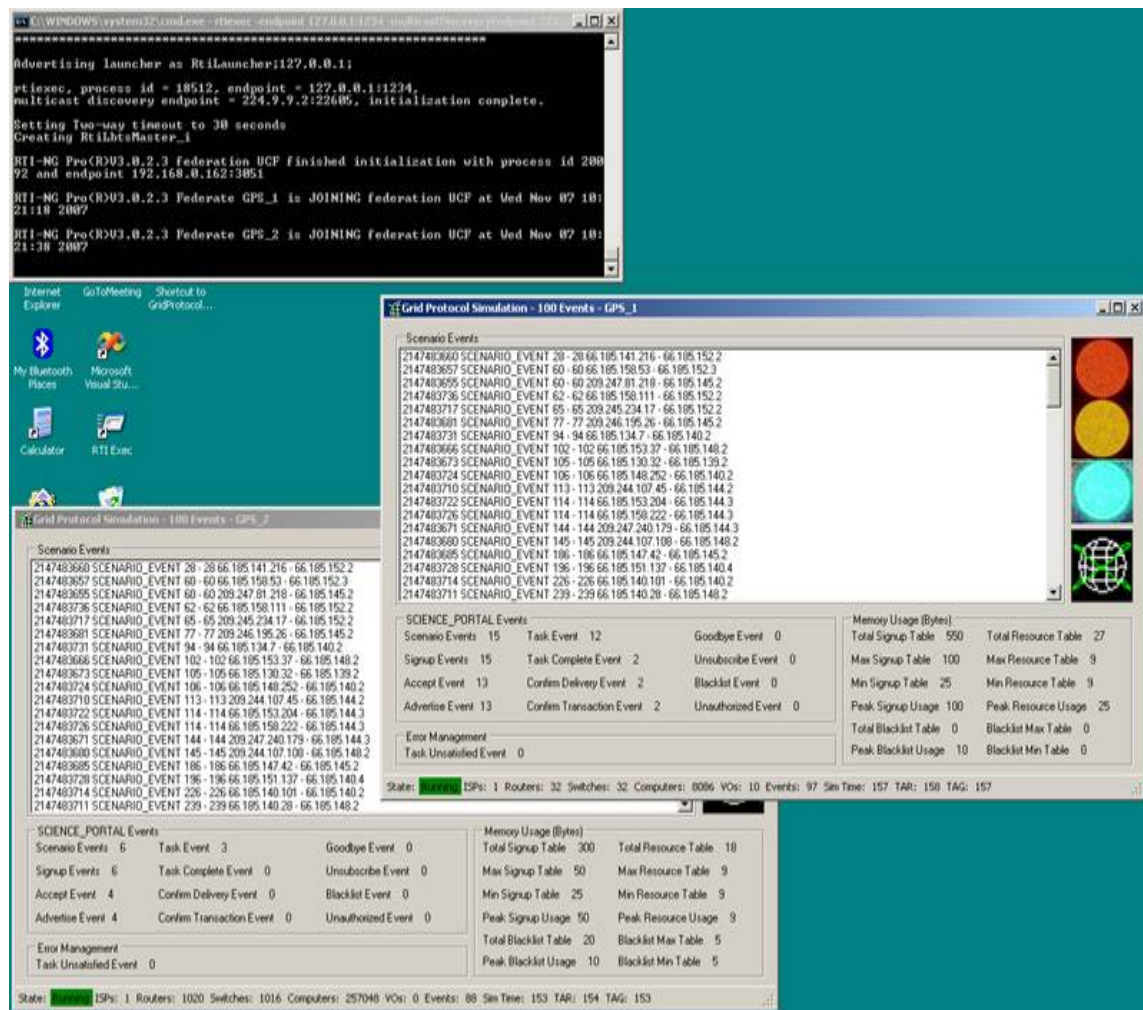 C:\WINDOWS\system32\cmd.exe - rtiexec -endpoint 127.0.0.1:1234 -multicastDiscoveryEndpoint
Advertising launcher as RtiLauncher;127.0.0.1;
rtiexec, process id = 18512, endpoint = 127.0.0.1:1234,
multicast discovery endpoint = 224.9.9.2:22605, initialization complete.
Setting Two-way timeout to 30 seconds
Creating RtiLbtsMaster_i
RTI-NG Pro(R)V3.0.2.3 federation UCF finished initialization with process id 200
92 and endpoint 192.168.0.162:3051
RTI-NG Pro(R)V3.0.2.3 Federate GPS_1 is JOINING federation UCF at Wed Nov 07 10:
21:18 2007
RTI-NG Pro(R)V3.0.2.3 Federate GPS_2 is JOINING federation UCF at Wed Nov 07 10:
21:38 2007
Internet Explorer
GoToMeeting
Shortcut to GridProtocol...
My Bluetooth Places
Microsoft Visual Stu...
Calculator
RTI Exec
Grid Protocol Simulation - 100 Events - GPS_1
Scenario Events
2147483660 SCENARIO_EVENT 28 - 28 66.185.141.216 - 66.185.152.2
2147483657 SCENARIO_EVENT 60 - 60 66.185.158.53 - 66.185.152.3
2147483655 SCENARIO_EVENT 60 - 60 209.247.81.218 - 66.185.145.2
2147483736 SCENARIO_EVENT 62 - 62 66.185.158.111 - 66.185.152.2
2147483717 SCENARIO_EVENT 65 - 65 209.245.234.17 - 66.185.152.2
2147483681 SCENARIO_EVENT 77 - 77 209.246.195.26 - 66.185.145.2
2147483731 SCENARIO_EVENT 94 - 94 66.185.134.7 - 66.185.140.2
2147483666 SCENARIO_EVENT 102 - 102 66.185.153.37 - 66.185.148.2
2147483673 SCENARIO_EVENT 105 - 105 66.185.130.32 - 66.185.139.2
2147483724 SCENARIO_EVENT 106 - 106 66.185.148.252 - 66.185.140.2
2147483710 SCENARIO_EVENT 113 - 113 209.244.107.45 - 66.185.144.2
2147483722 SCENARIO_EVENT 114 - 114 66.185.153.204 - 66.185.144.3
2147483726 SCENARIO_EVENT 114 - 114 66.185.158.222 - 66.185.144.3
2147483671 SCENARIO_EVENT 144 - 144 209.247.240.179 - 66.185.144.3
2147483680 SCENARIO_EVENT 145 - 145 209.244.107.108 - 66.185.148.2
2147483685 SCENARIO_EVENT 186 - 186 66.185.147.42 - 66.185.145.2
2147483728 SCENARIO_EVENT 196 - 196 66.185.151.137 - 66.185.140.4
2147483714 SCENARIO_EVENT 226 - 226 66.185.140.101 - 66.185.140.2
2147483711 SCENARIO_EVENT 239 - 239 66.185.140.28 - 66.185.148.2
SCIENCE_PORTAL Events
Scenario Events 15 Task Event 12 Goodbye Event 0
Signup Events 15 Task Complete Event 2 Unsubscribe Event 0
Accept Event 13 Confirm Delivery Event 2 Blacklist Event 0
Advertise Event 13 Confirm Transaction Event 2 Unauthorized Event 0
Error Management
Task Unsatisfied Event 0
Memory Usage (Bytes)
Total Signup Table 550 Total Resource Table 27
Max Signup Table 100 Max Resource Table 9
Min Signup Table 25 Min Resource Table 9
Peak Signup Usage 100 Peak Resource Usage 25
Total Blacklist Table 0 Blacklist Max Table 0
Peak Blacklist Usage 10 Blacklist Min Table 0
State: Running ISPs: 1 Routers: 32 Switches: 32 Computers: 8086 VOs: 10 Events: 97 Sim Time: 157 TAR: 158 TAG: 157
Grid Protocol Simulation - 100 Events - GPS_2
Scenario Events
2147483660 SCENARIO_EVENT 28 - 28 66.185.141.216 - 66.185.152.2
2147483657 SCENARIO_EVENT 60 - 60 66.185.158.53 - 66.185.152.3
2147483655 SCENARIO_EVENT 60 - 60 209.247.81.218 - 66.185.145.2
2147483736 SCENARIO_EVENT 62 - 62 66.185.158.111 - 66.185.152.2
2147483717 SCENARIO_EVENT 65 - 65 209.245.234.17 - 66.185.152.2
2147483681 SCENARIO_EVENT 77 - 77 209.246.195.26 - 66.185.145.2
2147483731 SCENARIO_EVENT 94 - 94 66.185.134.7 - 66.185.140.2
2147483666 SCENARIO_EVENT 102 - 102 66.185.153.37 - 66.185.148.2
2147483673 SCENARIO_EVENT 105 - 105 66.185.130.32 - 66.185.139.2
2147483724 SCENARIO_EVENT 106 - 106 66.185.148.252 - 66.185.140.2
2147483710 SCENARIO_EVENT 113 - 113 209.244.107.45 - 66.185.144.2
2147483722 SCENARIO_EVENT 114 - 114 66.185.153.204 - 66.185.144.3
2147483726 SCENARIO_EVENT 114 - 114 66.185.158.222 - 66.185.144.3
2147483671 SCENARIO_EVENT 144 - 144 209.247.240.179 - 66.185.144.3
2147483680 SCENARIO_EVENT 145 - 145 209.244.107.108 - 66.185.148.2
2147483685 SCENARIO_EVENT 186 - 186 66.185.147.42 - 66.185.145.2
2147483728 SCENARIO_EVENT 196 - 196 66.185.151.137 - 66.185.140.4
2147483714 SCENARIO_EVENT 226 - 226 66.185.140.101 - 66.185.140.2
2147483711 SCENARIO_EVENT 239 - 239 66.185.140.28 - 66.185.148.2
SCIENCE_PORTAL Events
Scenario Events 6 Task Event 3 Goodbye Event 0
Signup Events 6 Task Complete Event 0 Unsubscribe Event 0
Accept Event 4 Confirm Delivery Event 0 Blacklist Event 0
Advertise Event 4 Confirm Transaction Event 0 Unauthorized Event 0
Error Management
Task Unsatisfied Event 0
Memory Usage (Bytes)
Total Signup Table 300 Total Resource Table 18
Max Signup Table 50 Max Resource Table 9
Min Signup Table 25 Min Resource Table 9
Peak Signup Usage 50 Peak Resource Usage 9
Total Blacklist Table 20 Blacklist Max Table 5
Peak Blacklist Usage 10 Blacklist Min Table 5
State: Running ISPs: 1 Routers: 1020 Switches: 1016 Computers: 257048 VOs: 0 Events: 88 Sim Time: 153 TAR: 154 TAG: 153